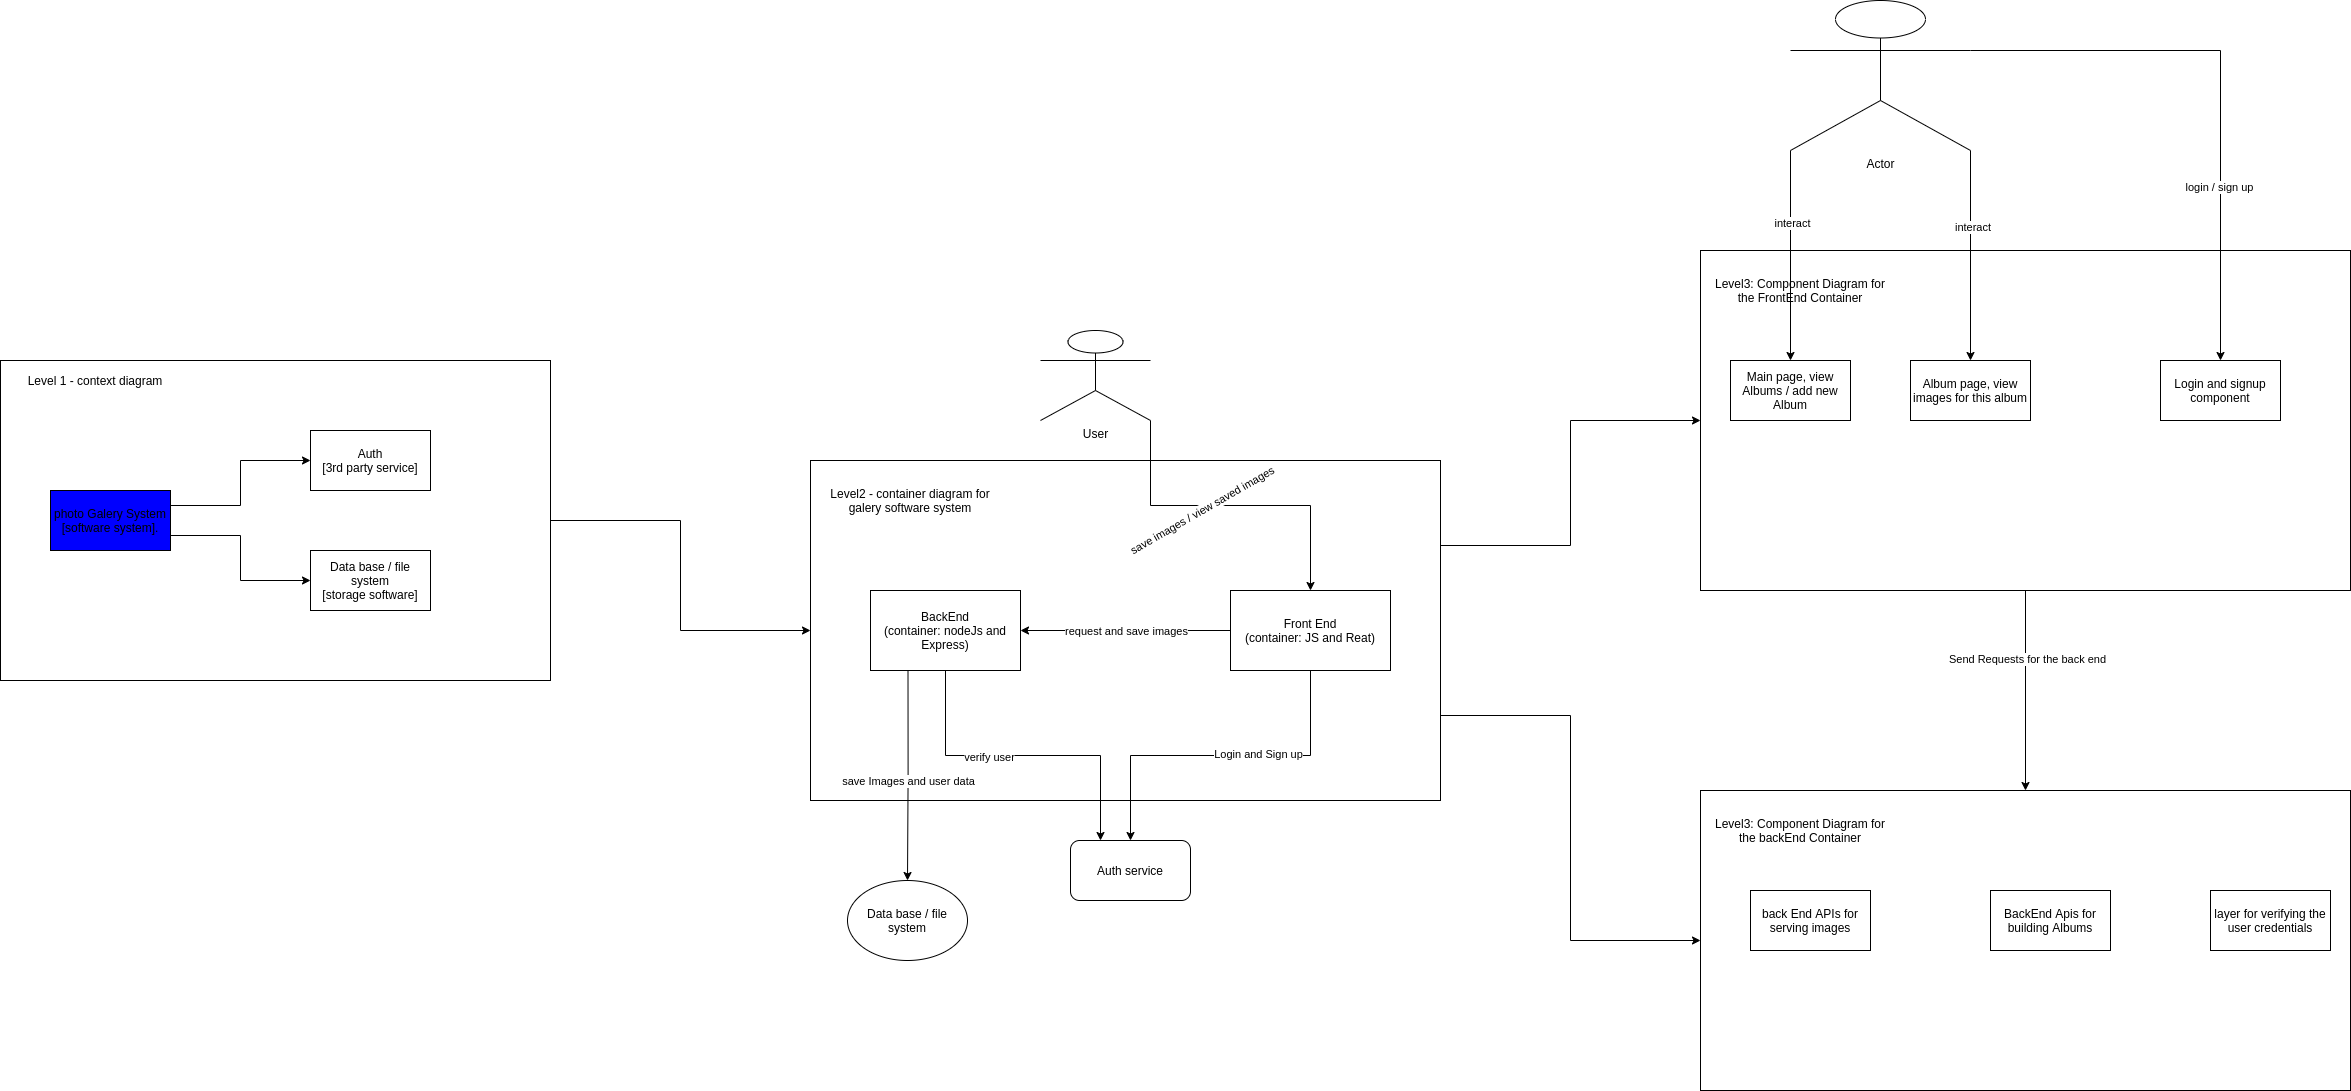 Level 1 - context diagram
Auth
[3rd party service]
photo Galery System
[software system].
Data base / file
system
[storage software]
User
Level2 - container diagram for
galery software system
save images / view saved images
BackEnd
(container: nodeJs and
Express)
request and save images
Front End
(container: JS and Reat)
verify user
Login and Sign up
save Images and user data
Auth service
Data base / file
system
Actor
login / sign up
interact
interact
Level3: Component Diagram for
the FrontEnd Container
Main page, view
Albums / add new
Album
Album page, view
images for this album
Login and signup
component
Send Requests for the back end
Level3: Component Diagram for
the backEnd Container
back End APIs for
serving images
BackEnd Apis for
building Albums
layer for verifying the
user credentials